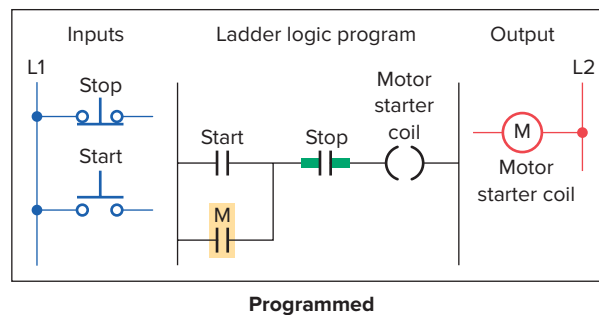 Inputs
Ladder logic program
Output
L1
Stop
Start
Start
Stop
Motor
starter
coil
M
L2
M
Motor
starter coil
Programmed